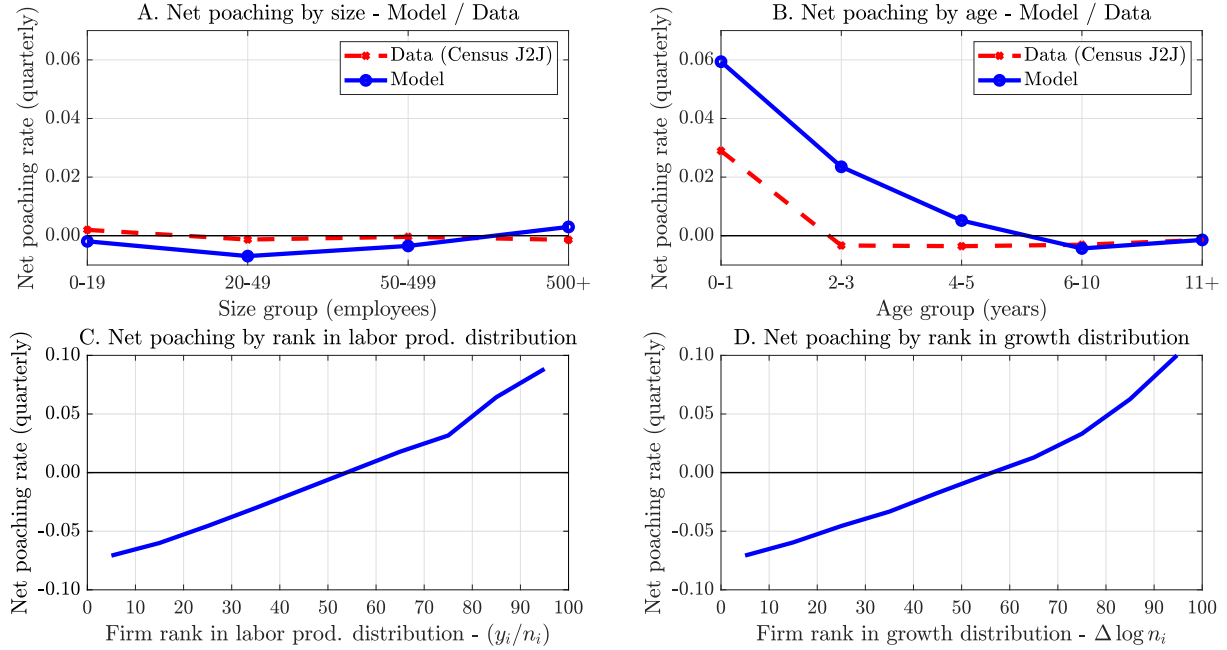 A. Net poaching by size - Model / Data
Net poaching rate (quarterly)
0.06
0.04
0.02
0.00
Data (Census J2J)
Model
0-19
20-49
50-499
500+
Size group (employees)
B. Net poaching by age - Model / Data
Net poaching rate (quarterly)
0.06
0.04
0.02
0.00
Data (Census J2J)
Model
0-1
2-3
4-5
6-10
11+
Age group (years)
C. Net poaching by rank in labor prod. distribution
Net poaching rate (quarterly)
0.10
0.05
0.00
-0.05
-0.10
0 10 20 30 40 50 60 70 80 90 100
Firm rank in labor prod. distribution - (y_i/n_i)
D. Net poaching by rank in growth distribution
Net poaching rate (quarterly)
0.10
0.05
0.00
-0.05
-0.10
0 10 20 30 40 50 60 70 80 90 100
Firm rank in growth distribution - Δ log n_i